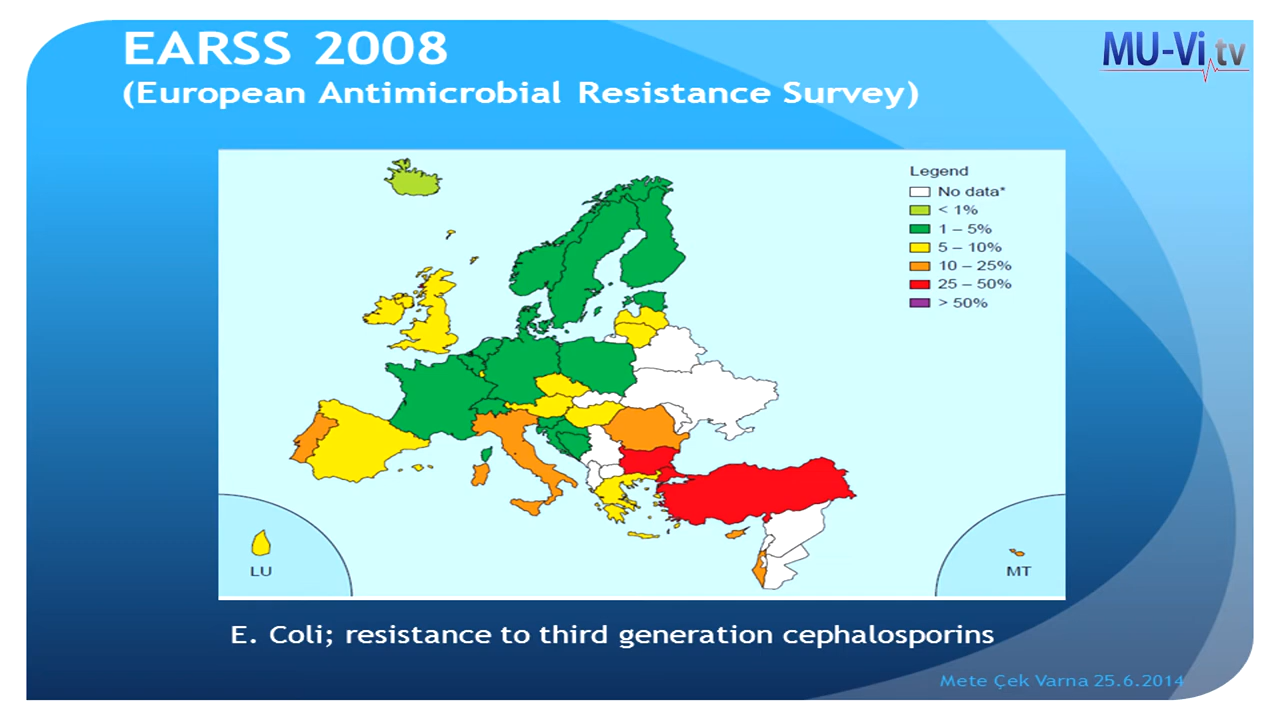 EARSS 2008
(European Antimicrobial Resistance Survey)
MU-Vi.tv
Legend
No data*
< 1%
1 – 5%
5 – 10%
10 – 25%
25 – 50%
> 50%
LU
MT
E. Coli; resistance to third generation cephalosporins
Mete Çek Varna 25.6.2014